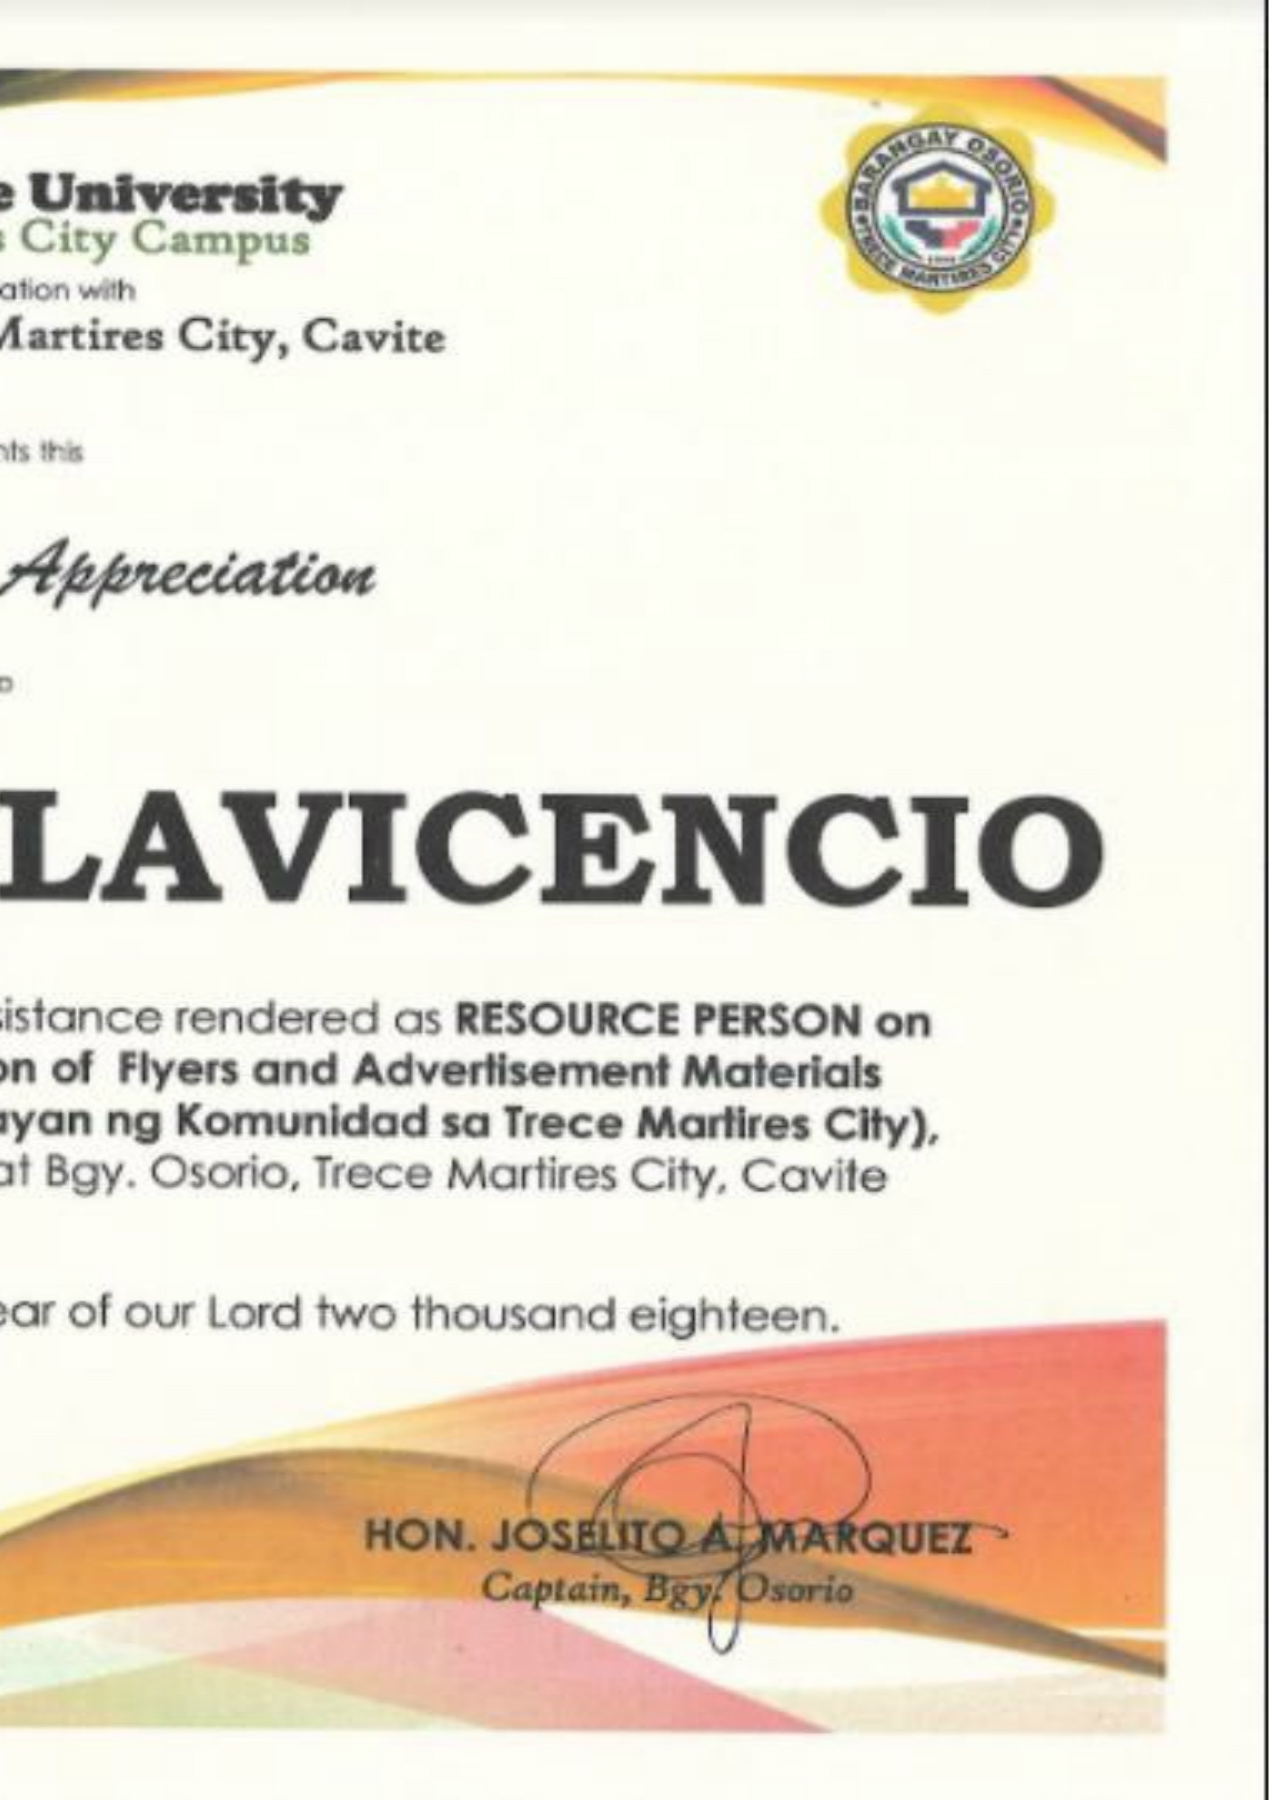 e University
BARANGAY OSORIO
TRECE MARTIRES CITY
s City Campus
ation with
Martires City, Cavite
nts this
Appreciation
o
LAVICENCIO
sistance rendered as RESOURCE PERSON on
on of Flyers and Advertisement Materials
ayan ng Komunidad sa Trece Martires City),
at Bgy. Osorio, Trece Martires City, Cavite
ear of our Lord two thousand eighteen.
HON. JOSELITO A. MARQUEZ
Captain, Bgy. Osorio